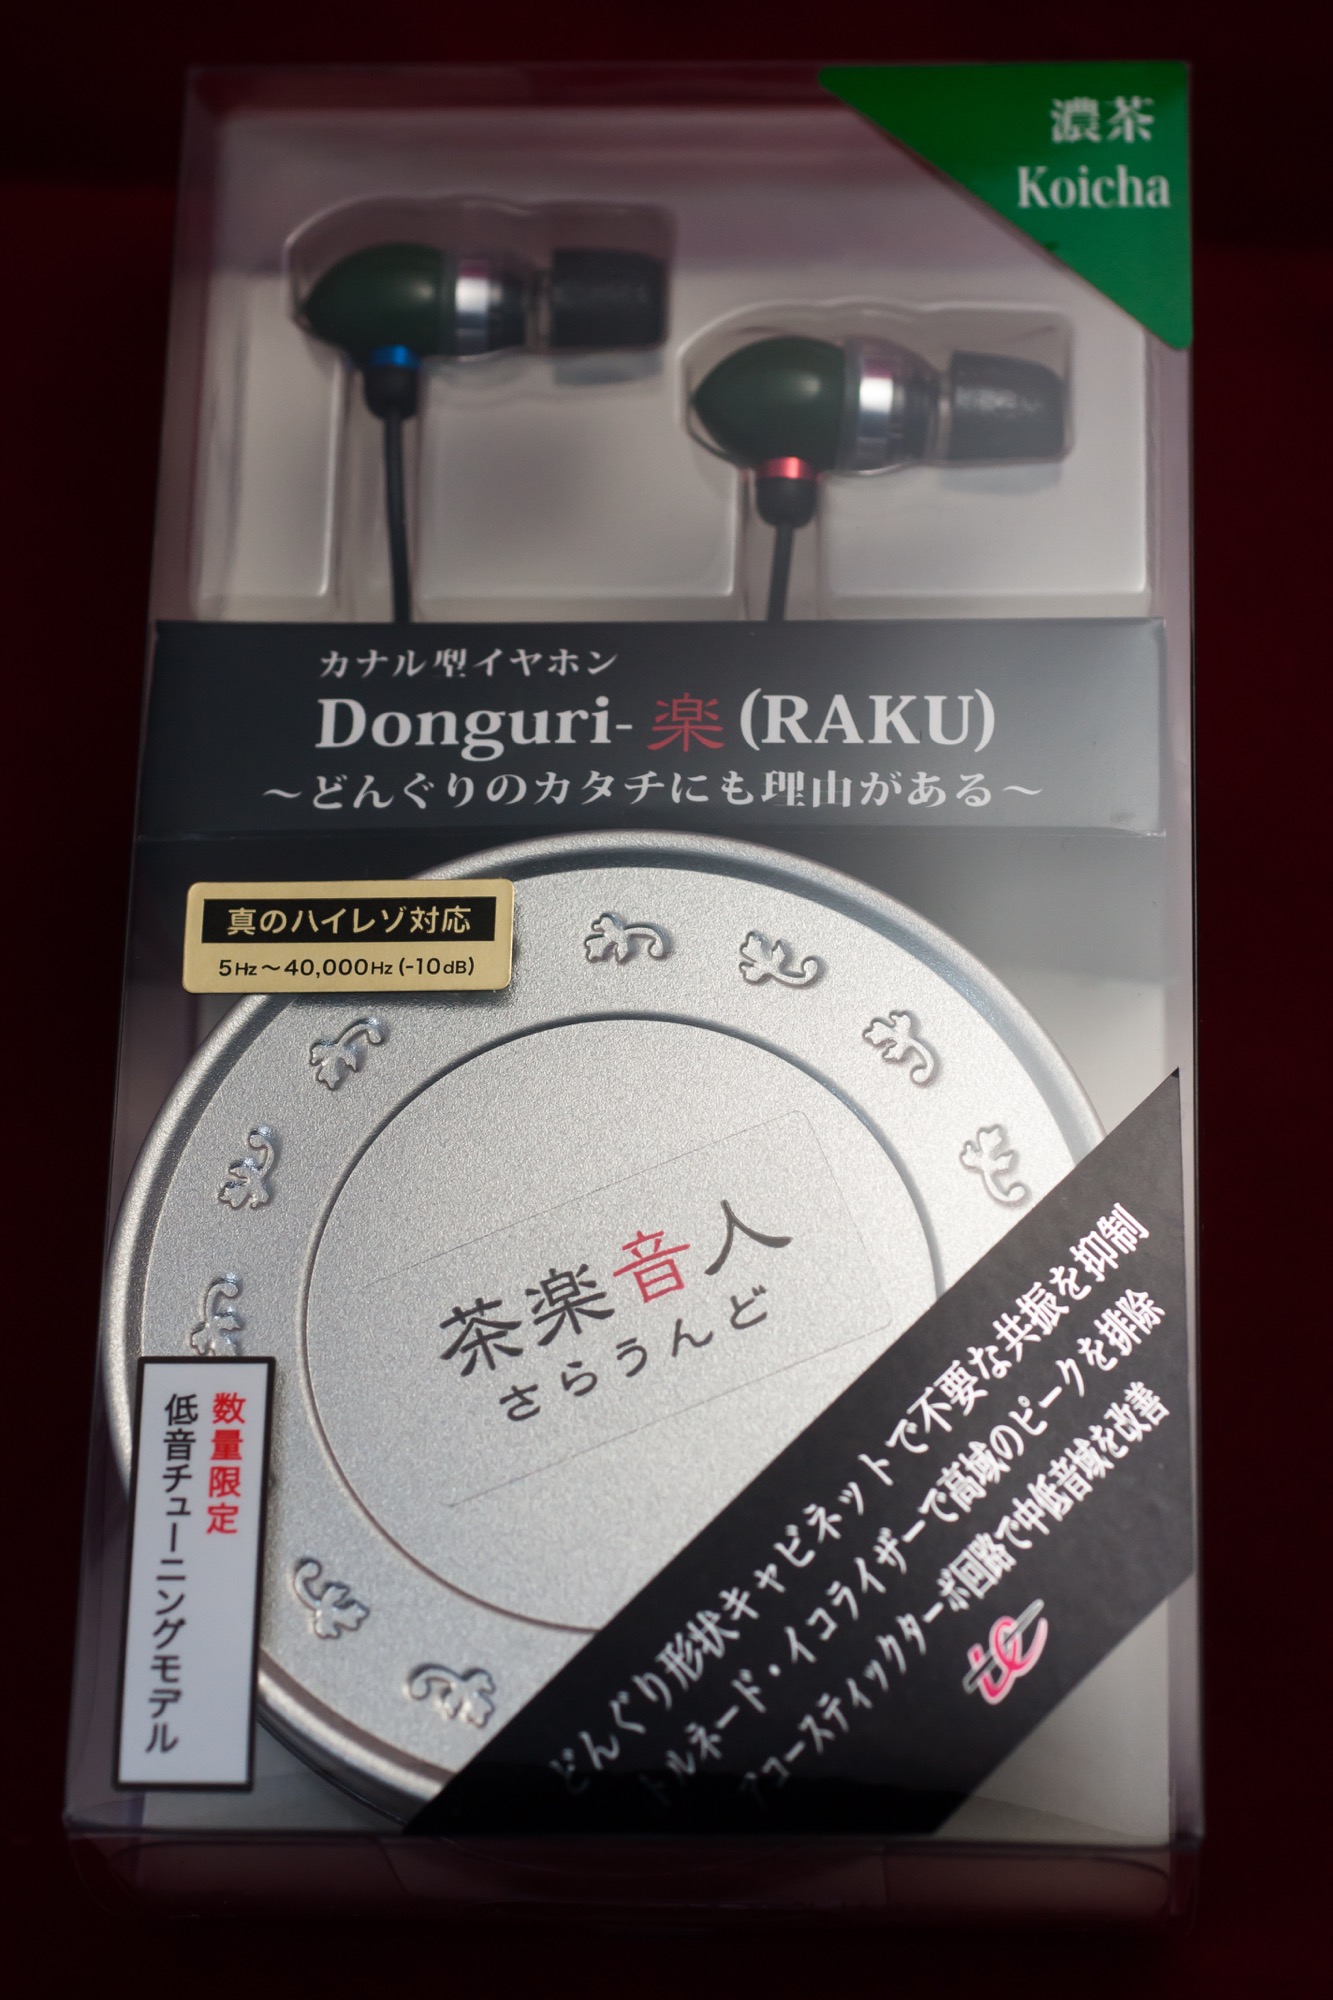 濃茶
Koicha
カナル型イヤホン
Donguri-楽(RAKU)
～どんぐりのカタチにも理由がある～
真のハイレゾ対応
5Hz～40,000Hz(-10dB)
茶楽音人
さらうんど
数量限定
低音チューニングモデル
どんぐり形状キャビネットで不要な共振を抑制
トルネード・イコライザーで高域のピークを排除
アコースティックターボ回路で中低音域を改善